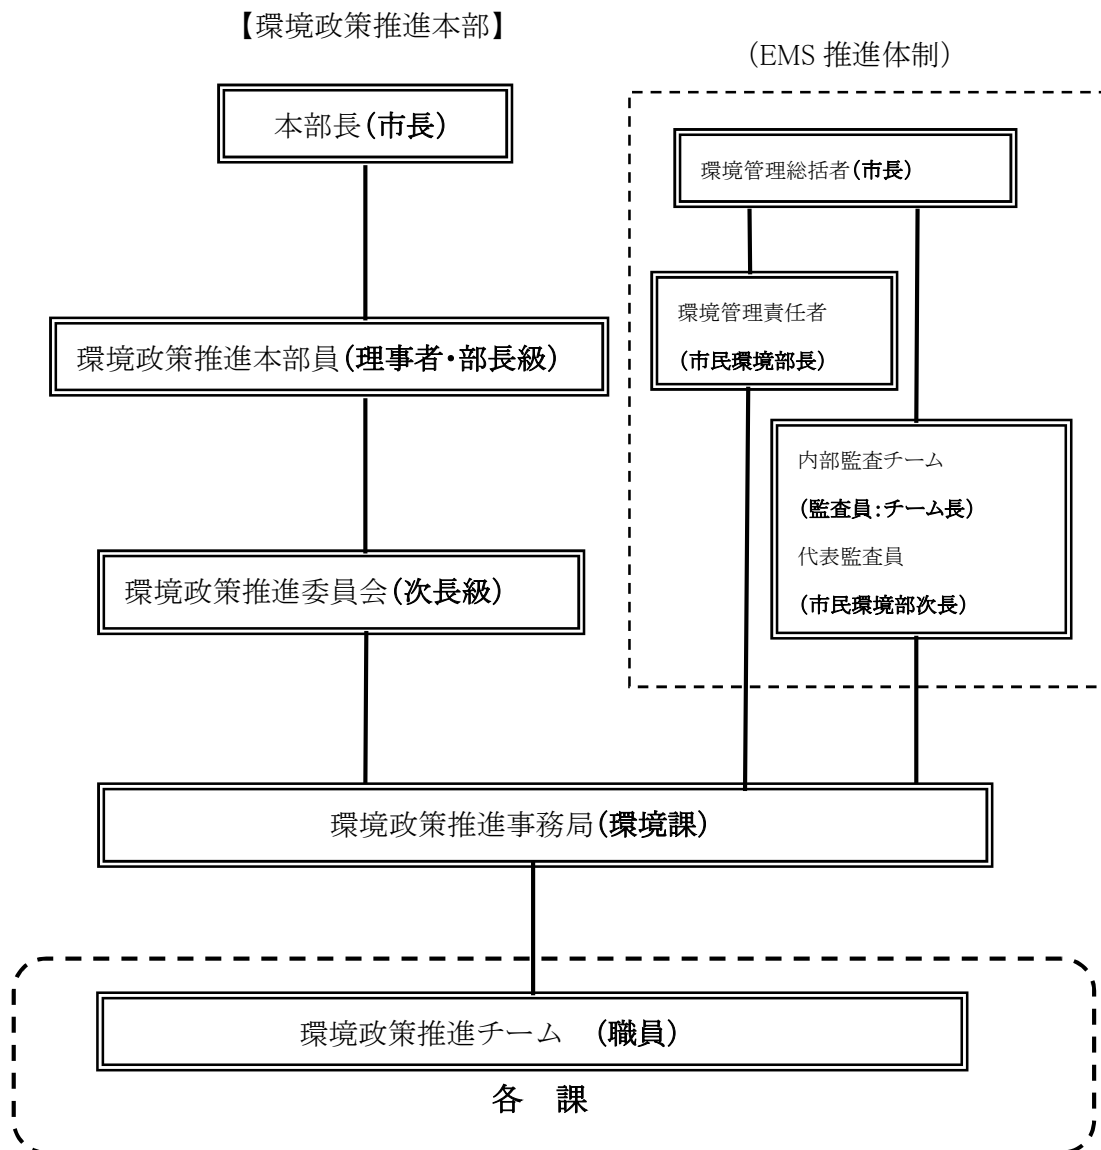 【環境政策推進本部】
（EMS 推進体制）
本部長（市長）
環境管理総括者（市長）
環境管理責任者
（市民環境部長）
環境政策推進本部員（理事者・部長級）
内部監査チーム
（監査員：チーム長）
代表監査員
（市民環境部次長）
環境政策推進委員会（次長級）
環境政策推進事務局（環境課）
環境政策推進チーム　（職員）
各　課